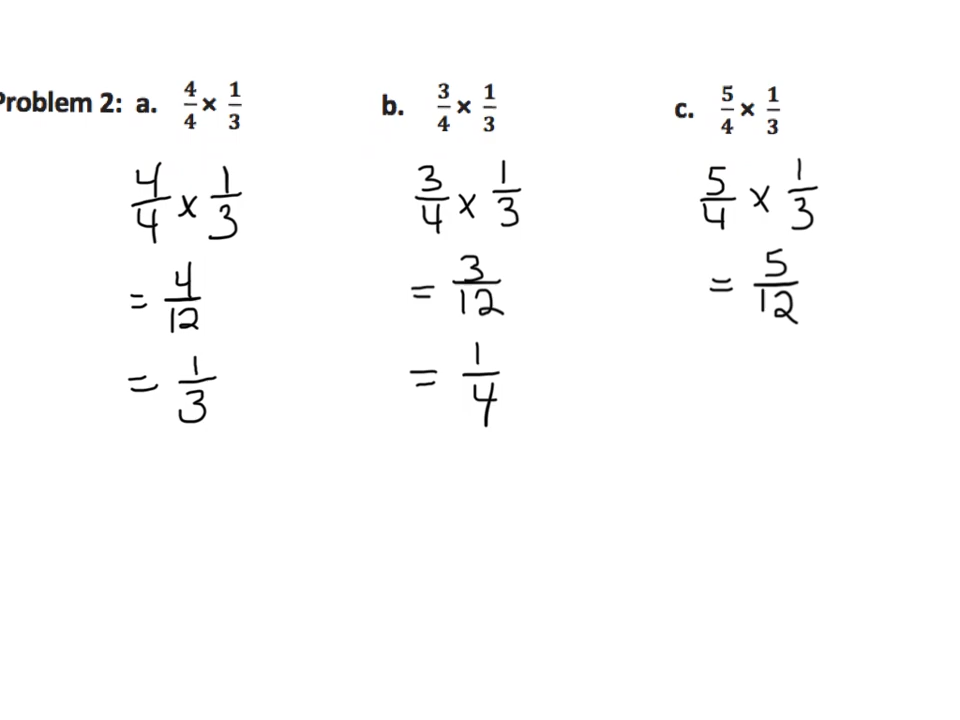 Problem 2: a. 4/4 × 1/3 b. 3/4 × 1/3 c. 5/4 × 1/3
4/4 × 1/3 3/4 × 1/3 5/4 × 1/3
= 4/12 = 3/12 = 5/12
= 1/3 = 1/4